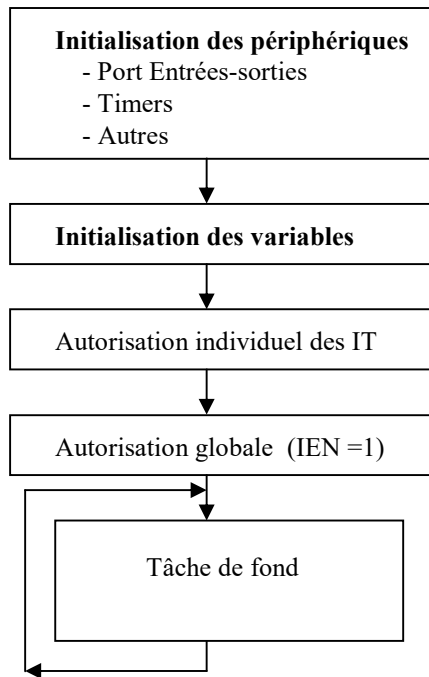 Initialisation des périphériques
- Port Entrées-sorties
- Timers
- Autres
Initialisation des variables
Autorisation individuel des IT
Autorisation globale (IEN =1)
Tâche de fond